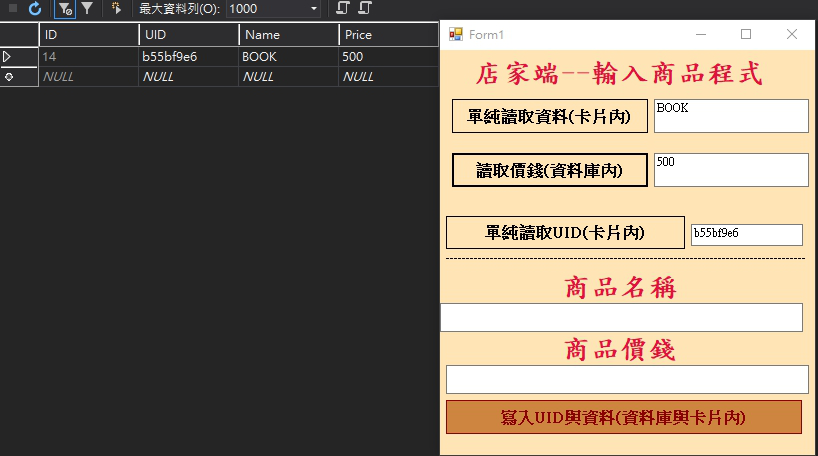 最大資料列(O): 1000
ID UID Name Price
14 b55bf9e6 BOOK 500
NULL NULL NULL NULL
Form1
店家端--輸入商品程式
單純讀取資料(卡片內) BOOK
讀取價錢(資料庫內) 500
單純讀取UID(卡片內) b55bf9e6
商品名稱
商品價錢
寫入UID與資料(資料庫與卡片內)